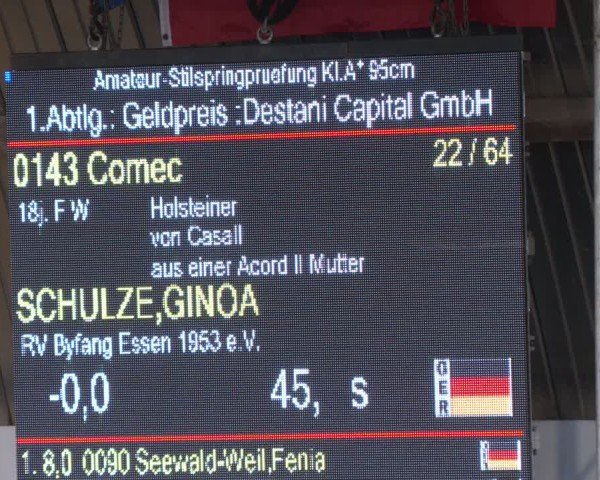 Amateur-Stilspringpruefung Kl.A* 95cm
1.Abtlg.: Geldpreis :Destani Capital GmbH
0143 Comec 22 / 64
18j. F W Holsteiner
von Casall
aus einer Acord II Mutter
SCHULZE,GINOA
RV Byfang Essen 1953 e.V.
-0,0 45, s GER
1. 8,0 0090 Seewald-Weil,Fenia